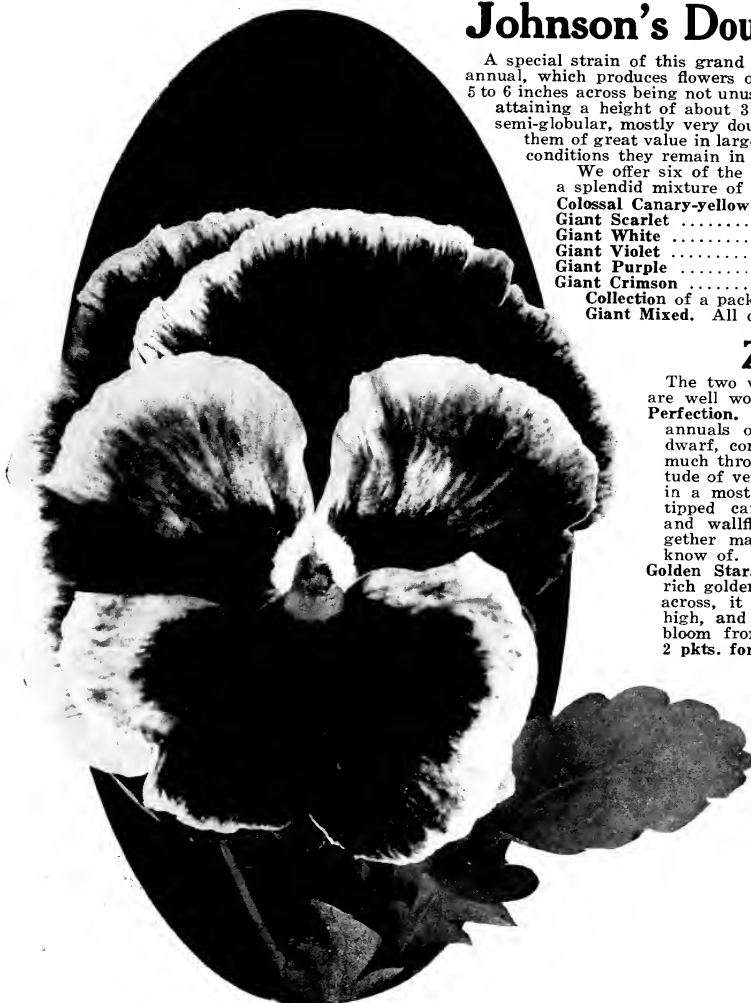 Johnson's Dou
A special strain of this grand
annual, which produces flowers o
5 to 6 inches across being not unus
attaining a height of about 3
semi-globular, mostly very dou
them of great value in larg
conditions they remain in
We offer six of the
a splendid mixture of
Colossal Canary-yellow
Giant Scarlet ........
Giant White .........
Giant Violet .........
Giant Purple ........
Giant Crimson .......
Collection of a pack
Giant Mixed. All c
Z
The two v
are well wo
Perfection.
annuals o
dwarf, con
much thro
tude of ve
in a most
tipped ca
and wallfl
gether ma
know of.
Golden Star.
rich golden
across, it
high, and
bloom fron
2 pkts. for